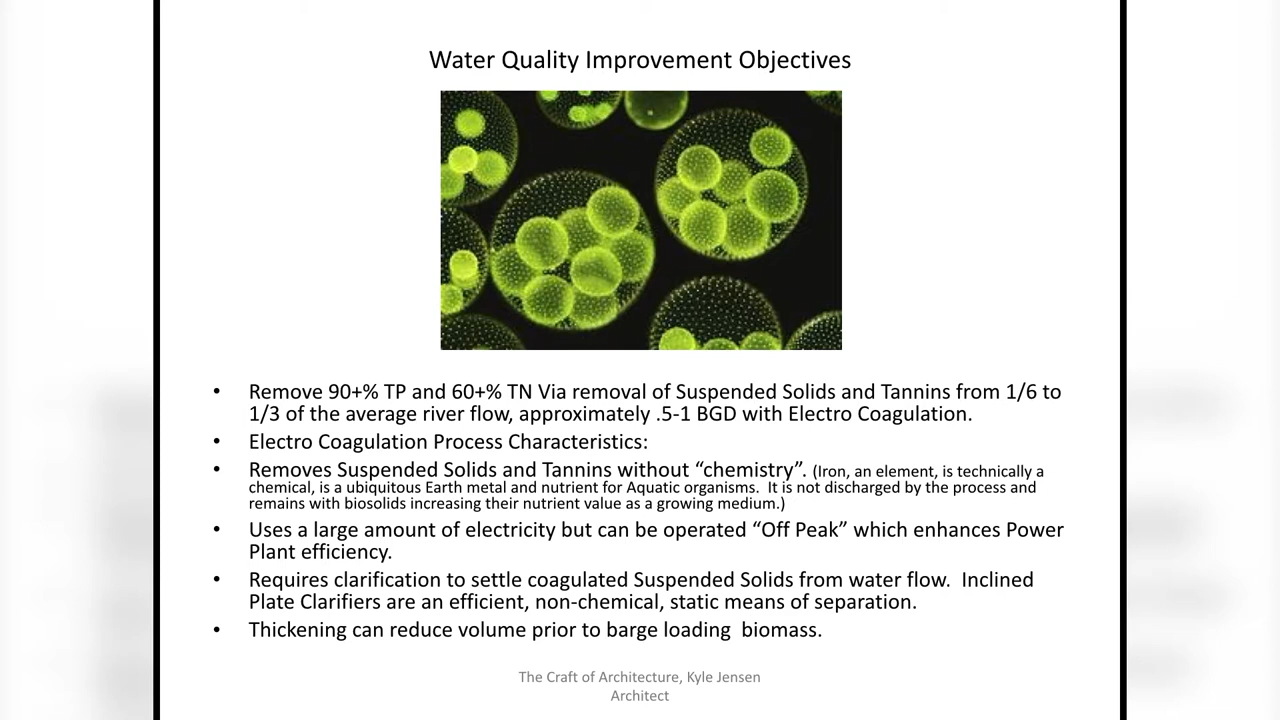 Water Quality Improvement Objectives
• Remove 90+% TP and 60+% TN Via removal of Suspended Solids and Tannins from 1/6 to
1/3 of the average river flow, approximately .5-1 BGD with Electro Coagulation.
• Electro Coagulation Process Characteristics:
• Removes Suspended Solids and Tannins without “chemistry”. (Iron, an element, is technically a
chemical, is a ubiquitous Earth metal and nutrient for Aquatic organisms.  It is not discharged by the process and
remains with biosolids increasing their nutrient value as a growing medium.)
• Uses a large amount of electricity but can be operated “Off Peak” which enhances Power
Plant efficiency.
• Requires clarification to settle coagulated Suspended Solids from water flow.  Inclined
Plate Clarifiers are an efficient, non-chemical, static means of separation.
• Thickening can reduce volume prior to barge loading  biomass.
The Craft of Architecture, Kyle Jensen
Architect